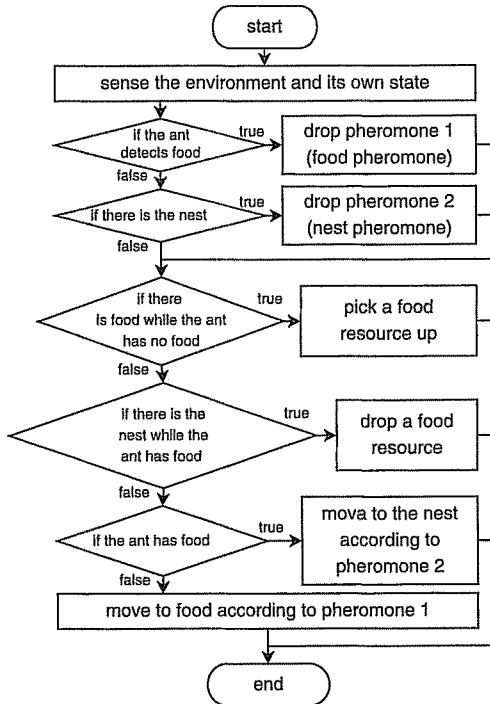 start
sense the environment and its own state
if the ant
detects food
true
drop pheromone 1
(food pheromone)
false
if there is the nest
true
drop pheromone 2
(nest pheromone)
false
if there
is food while the ant
has no food
true
pick a food
resource up
false
if there is the
nest while the
ant has food
true
drop a food
resource
false
if the ant has food
true
mova to the nest
according to
pheromone 2
false
move to food according to pheromone 1
end